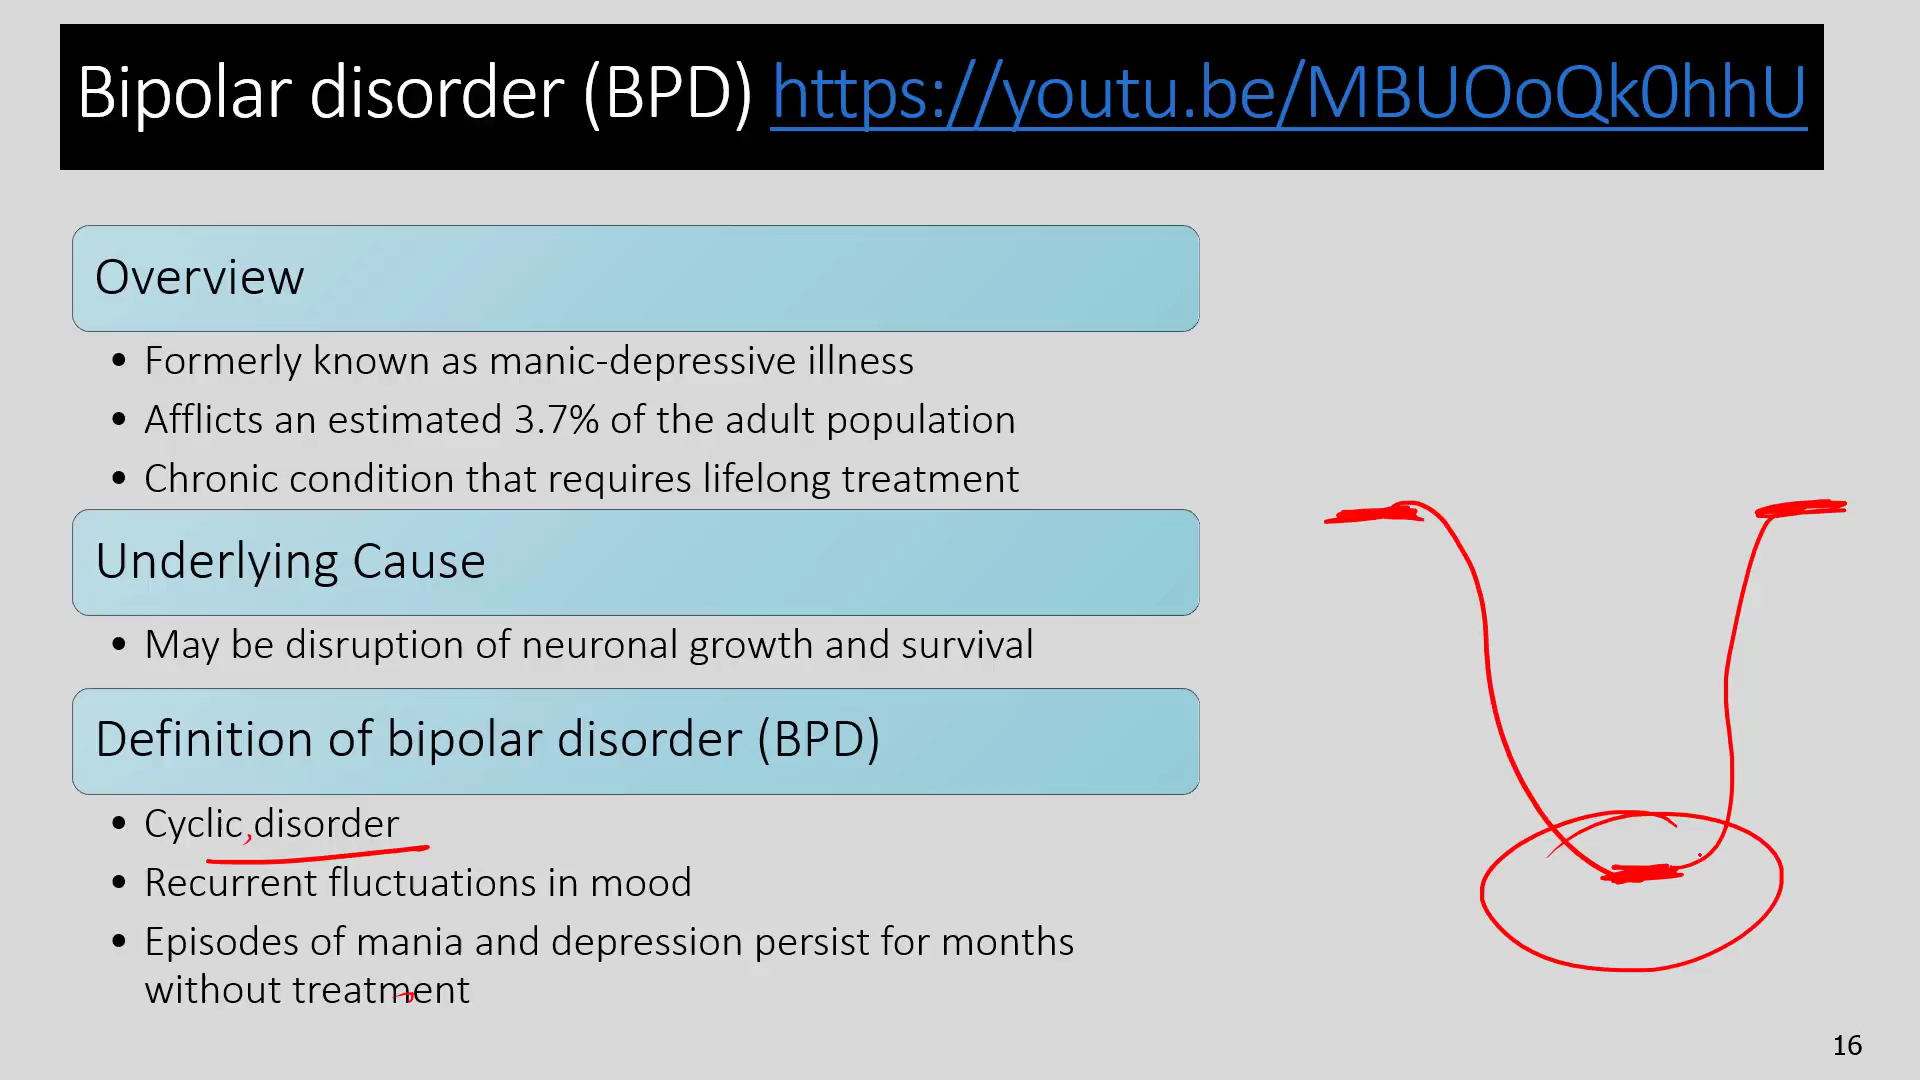 Bipolar disorder (BPD) https://youtu.be/MBUOoQk0hhU
Overview
• Formerly known as manic-depressive illness
• Afflicts an estimated 3.7% of the adult population
• Chronic condition that requires lifelong treatment
Underlying Cause
• May be disruption of neuronal growth and survival
Definition of bipolar disorder (BPD)
• Cyclic disorder
• Recurrent fluctuations in mood
• Episodes of mania and depression persist for months
without treatment
16